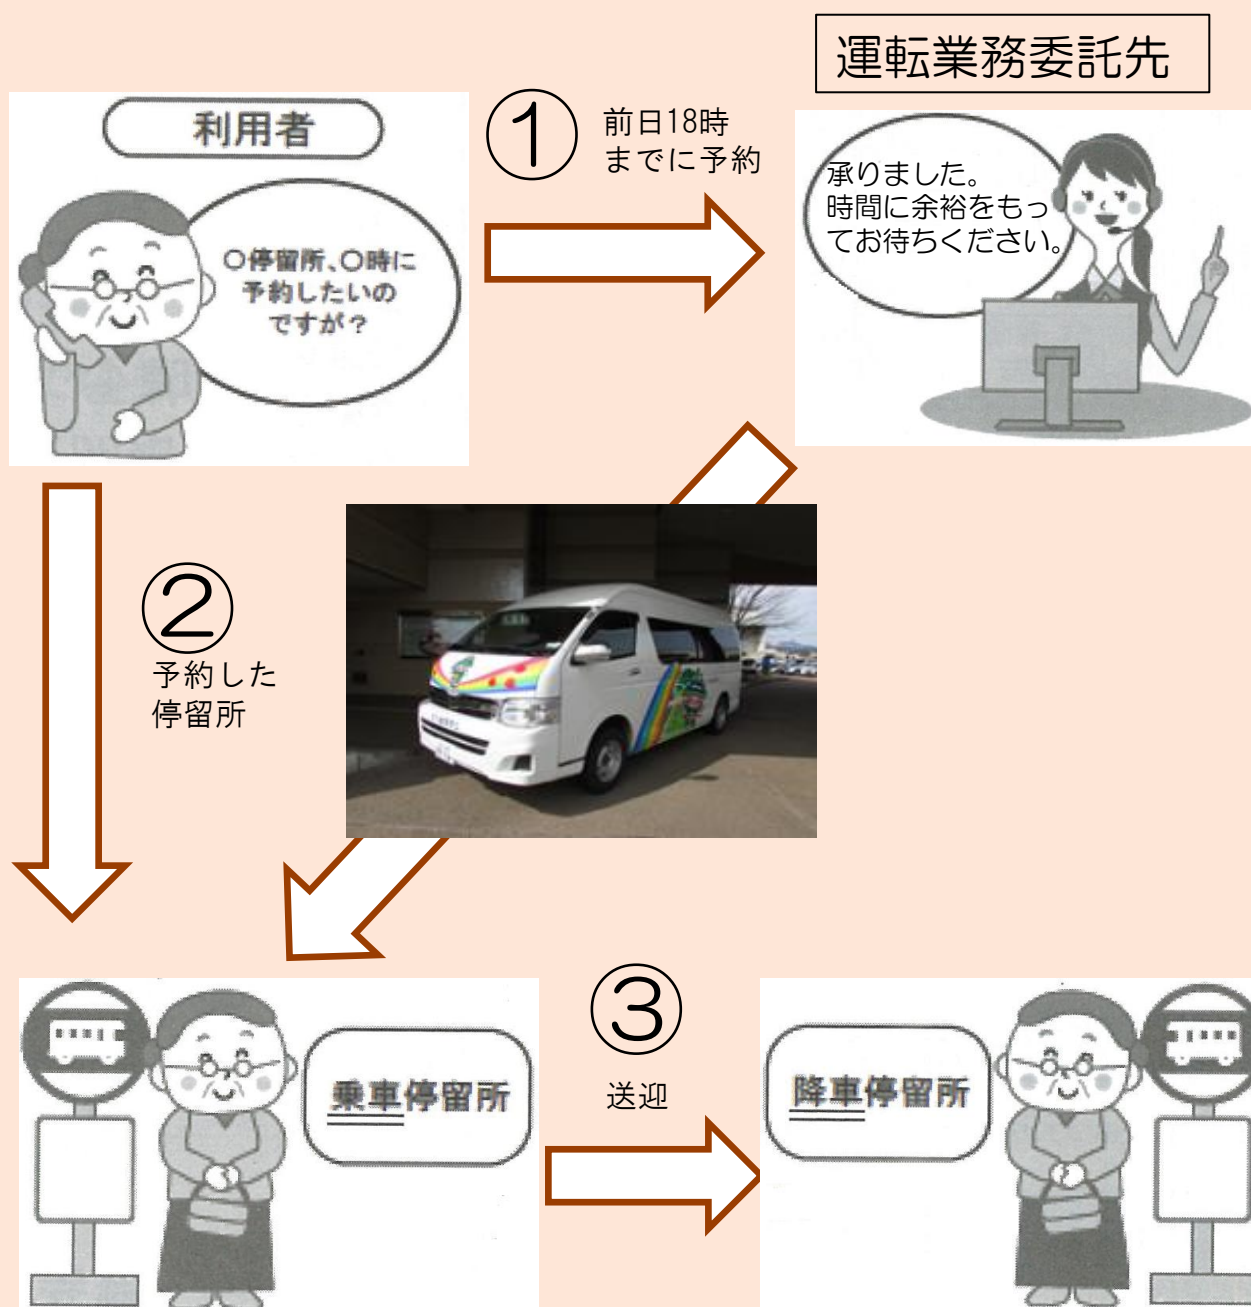 運転業務委託先
利用者
①
前日18時
までに予約
〇停留所、〇時に
予約したいの
ですが？
承りました。
時間に余裕をもっ
てお待ちください。
②
予約した
停留所
③
送迎
乗車停留所
降車停留所